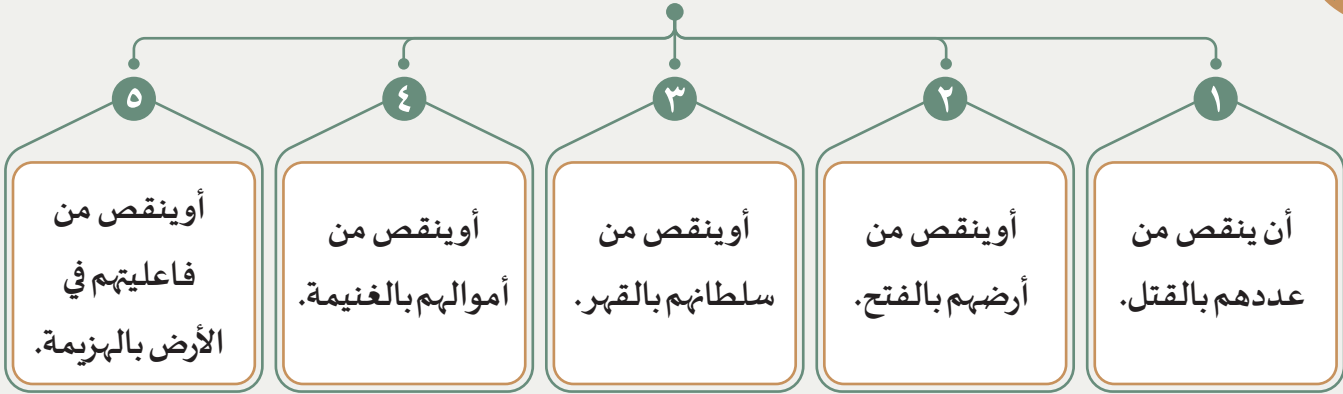 ١
أن ينقص من
عددهم بالقتل.
٢
أو ينقص من
أرضهم بالفتح.
٣
أو ينقص من
سلطانهم بالقهر.
٤
أو ينقص من
أموالهم بالغنيمة.
٥
أو ينقص من
فاعليتهم في
الأرض بالهزيمة.